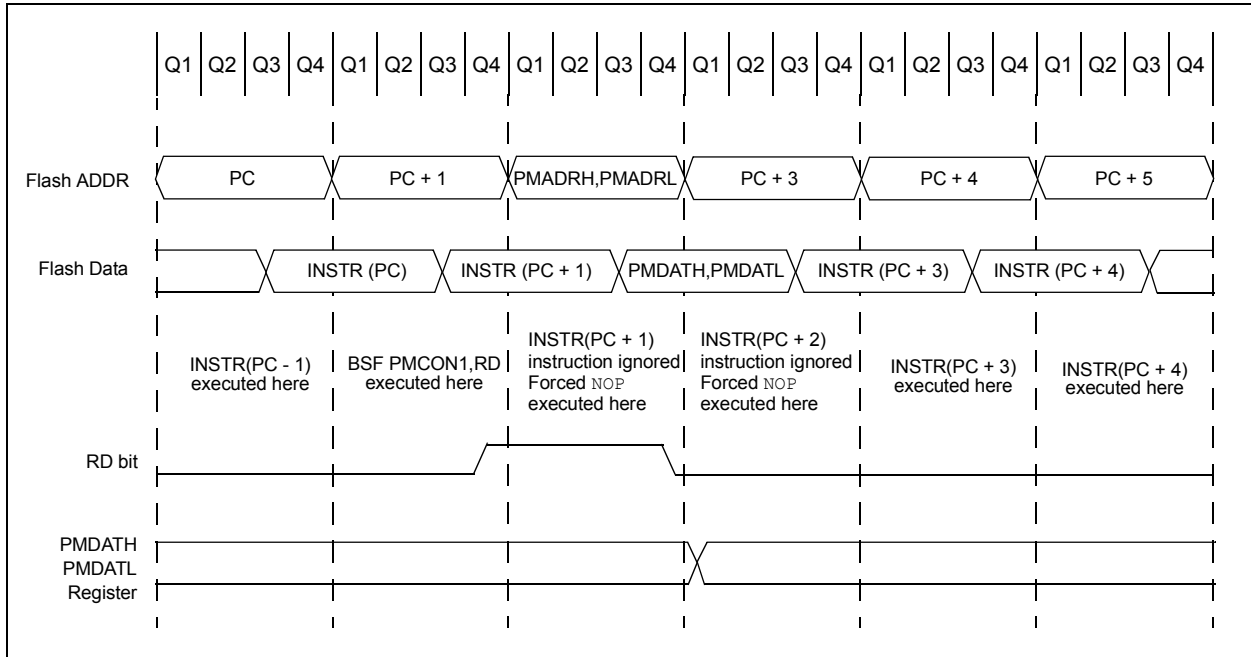 Q1 Q2 Q3 Q4 Q1 Q2 Q3 Q4 Q1 Q2 Q3 Q4 Q1 Q2 Q3 Q4 Q1 Q2 Q3 Q4 Q1 Q2 Q3 Q4
Flash ADDR PC PC + 1 PMADRH,PMADRL PC + 3 PC + 4 PC + 5
Flash Data INSTR (PC) INSTR (PC + 1) PMDATH,PMDATL INSTR (PC + 3) INSTR (PC + 4)
INSTR(PC - 1)
executed here
BSF PMCON1,RD
executed here
INSTR(PC + 1)
instruction ignored
Forced NOP
executed here
INSTR(PC + 2)
instruction ignored
Forced NOP
executed here
INSTR(PC + 3)
executed here
INSTR(PC + 4)
executed here
RD bit
PMDATH
PMDATL
Register